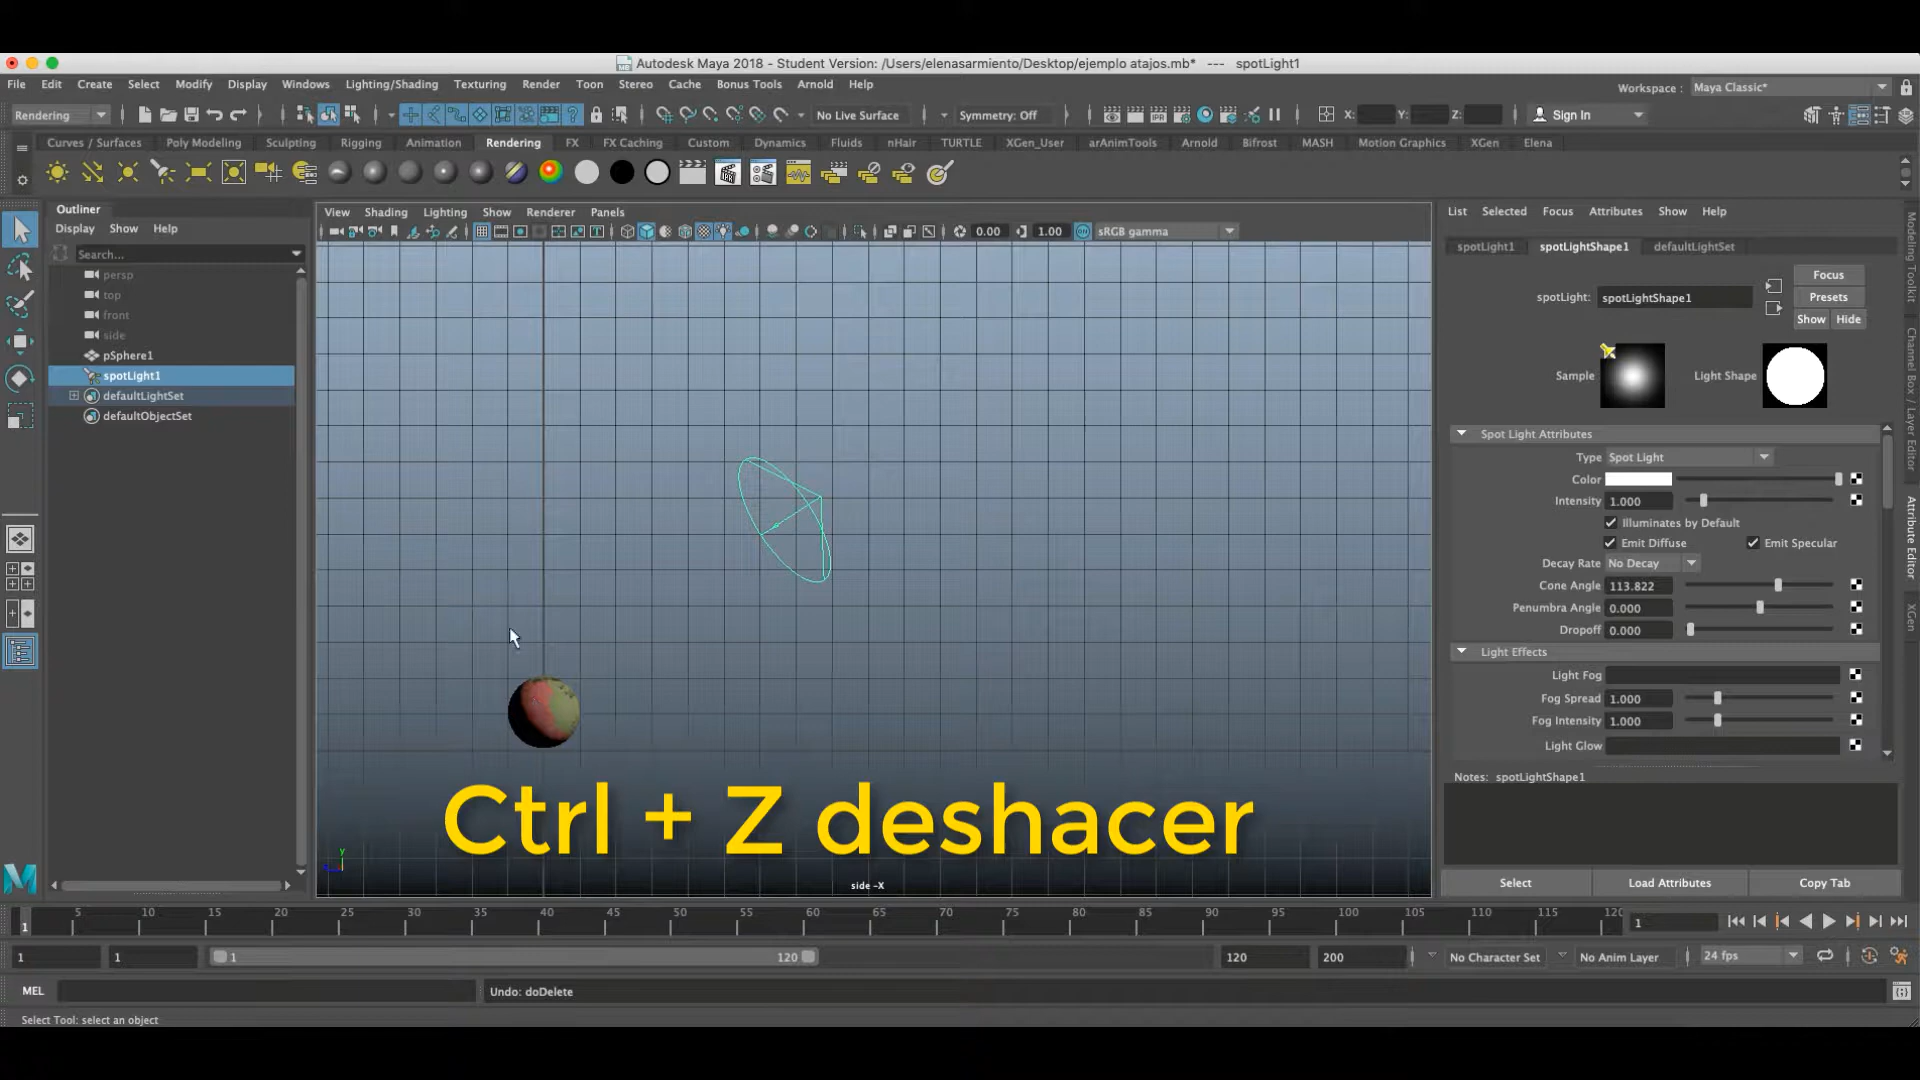 Autodesk Maya 2018 - Student Version: /Users/elenasarmiento/Desktop/ejemplo atajos.mb*  ---  spotLight1
File Edit Create Select Modify Display Windows Lighting/Shading Texturing Render Toon Stereo Cache Bonus Tools Arnold Help
Workspace : Maya Classic*
Rendering No Live Surface Symmetry: Off X: Y: Z: Sign In
Curves / Surfaces Poly Modeling Sculpting Rigging Animation Rendering FX FX Caching Custom Dynamics Fluids nHair TURTLE XGen_User arAnimTools Arnold Bifrost MASH Motion Graphics XGen Elena
Outliner
Display Show Help
Search...
persp
top
front
side
pSphere1
spotLight1
defaultLightSet
defaultObjectSet
View Shading Lighting Show Renderer Panels
0.00 1.00 sRGB gamma
Ctrl + Z deshacer
y
side -X
List Selected Focus Attributes Show Help
spotLight1 spotLightShape1 defaultLightSet
Focus
spotLight: spotLightShape1
Presets
Show Hide
Sample Light Shape
Spot Light Attributes
Type Spot Light
Color
Intensity 1.000
Illuminates by Default
Emit Diffuse Emit Specular
Decay Rate No Decay
Cone Angle 113.822
Penumbra Angle 0.000
Dropoff 0.000
Light Effects
Light Fog
Fog Spread 1.000
Fog Intensity 1.000
Light Glow
Notes: spotLightShape1
Select Load Attributes Copy Tab
Modeling Toolkit
Channel Box / Layer Editor
Attribute Editor
XGen
1 5 10 15 20 25 30 35 40 45 50 55 60 65 70 75 80 85 90 95 100 105 110 115 120 1
1 1 1 120 120 200 No Character Set No Anim Layer 24 fps
MEL Undo: doDelete
Select Tool: select an object